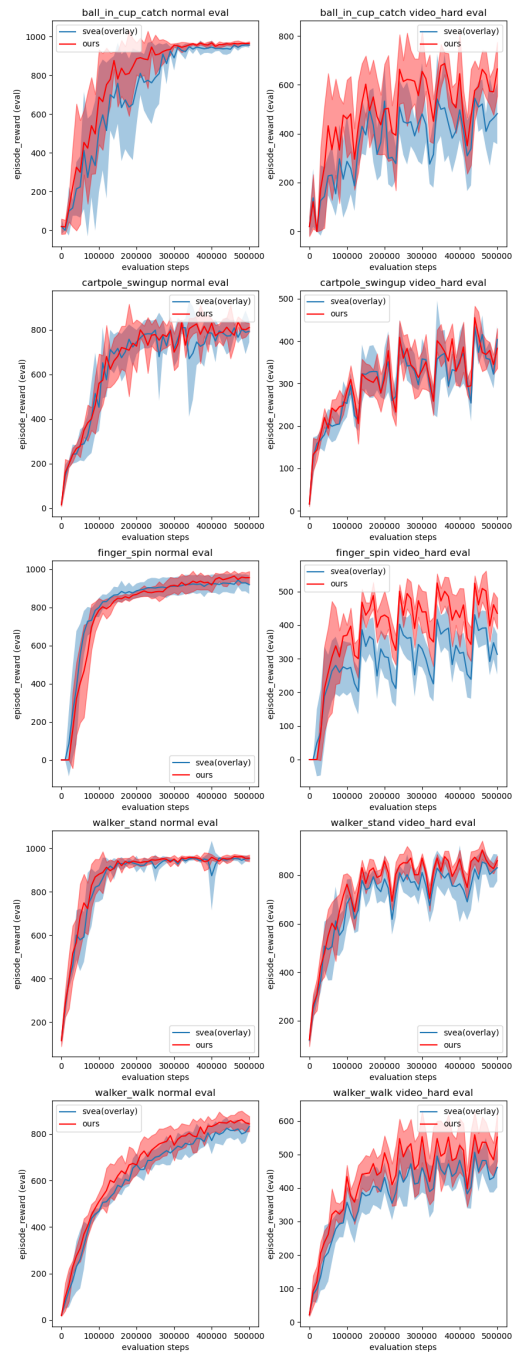 ball_in_cup_catch normal eval
1000
800
600
400
200
0
episode_reward (eval)
svea(overlay)
ours
0 100000 200000 300000 400000 500000
evaluation steps
ball_in_cup_catch video_hard eval
800
600
400
200
0
episode_reward (eval)
svea(overlay)
ours
0 100000 200000 300000 400000 500000
evaluation steps
cartpole_swingup normal eval
800
600
400
200
0
episode_reward (eval)
svea(overlay)
ours
0 100000 200000 300000 400000 500000
evaluation steps
cartpole_swingup video_hard eval
500
400
300
200
100
0
episode_reward (eval)
svea(overlay)
ours
0 100000 200000 300000 400000 500000
evaluation steps
finger_spin normal eval
1000
800
600
400
200
0
episode_reward (eval)
svea(overlay)
ours
0 100000 200000 300000 400000 500000
evaluation steps
finger_spin video_hard eval
500
400
300
200
100
0
episode_reward (eval)
svea(overlay)
ours
0 100000 200000 300000 400000 500000
evaluation steps
walker_stand normal eval
1000
800
600
400
200
episode_reward (eval)
svea(overlay)
ours
0 100000 200000 300000 400000 500000
evaluation steps
walker_stand video_hard eval
800
600
400
200
episode_reward (eval)
svea(overlay)
ours
0 100000 200000 300000 400000 500000
evaluation steps
walker_walk normal eval
800
600
400
200
0
episode_reward (eval)
svea(overlay)
ours
0 100000 200000 300000 400000 500000
evaluation steps
walker_walk video_hard eval
600
500
400
300
200
100
0
episode_reward (eval)
svea(overlay)
ours
0 100000 200000 300000 400000 500000
evaluation steps